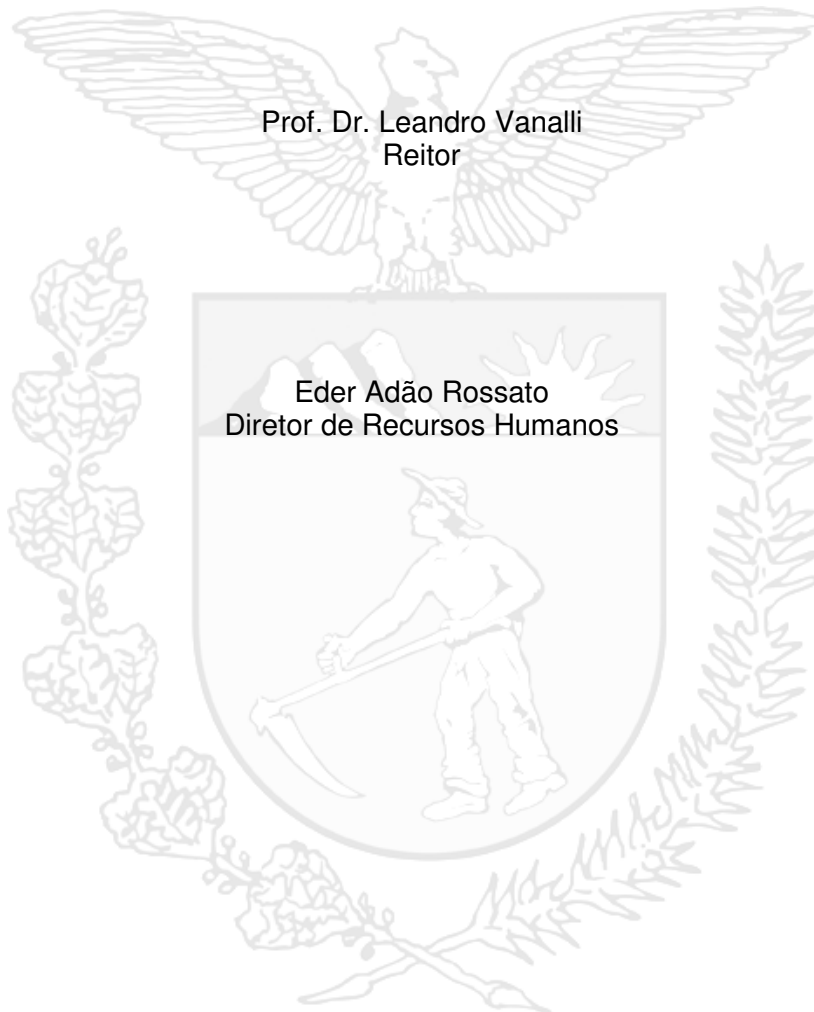 Prof. Dr. Leandro Vanalli
Reitor
Eder Adão Rossato
Diretor de Recursos Humanos